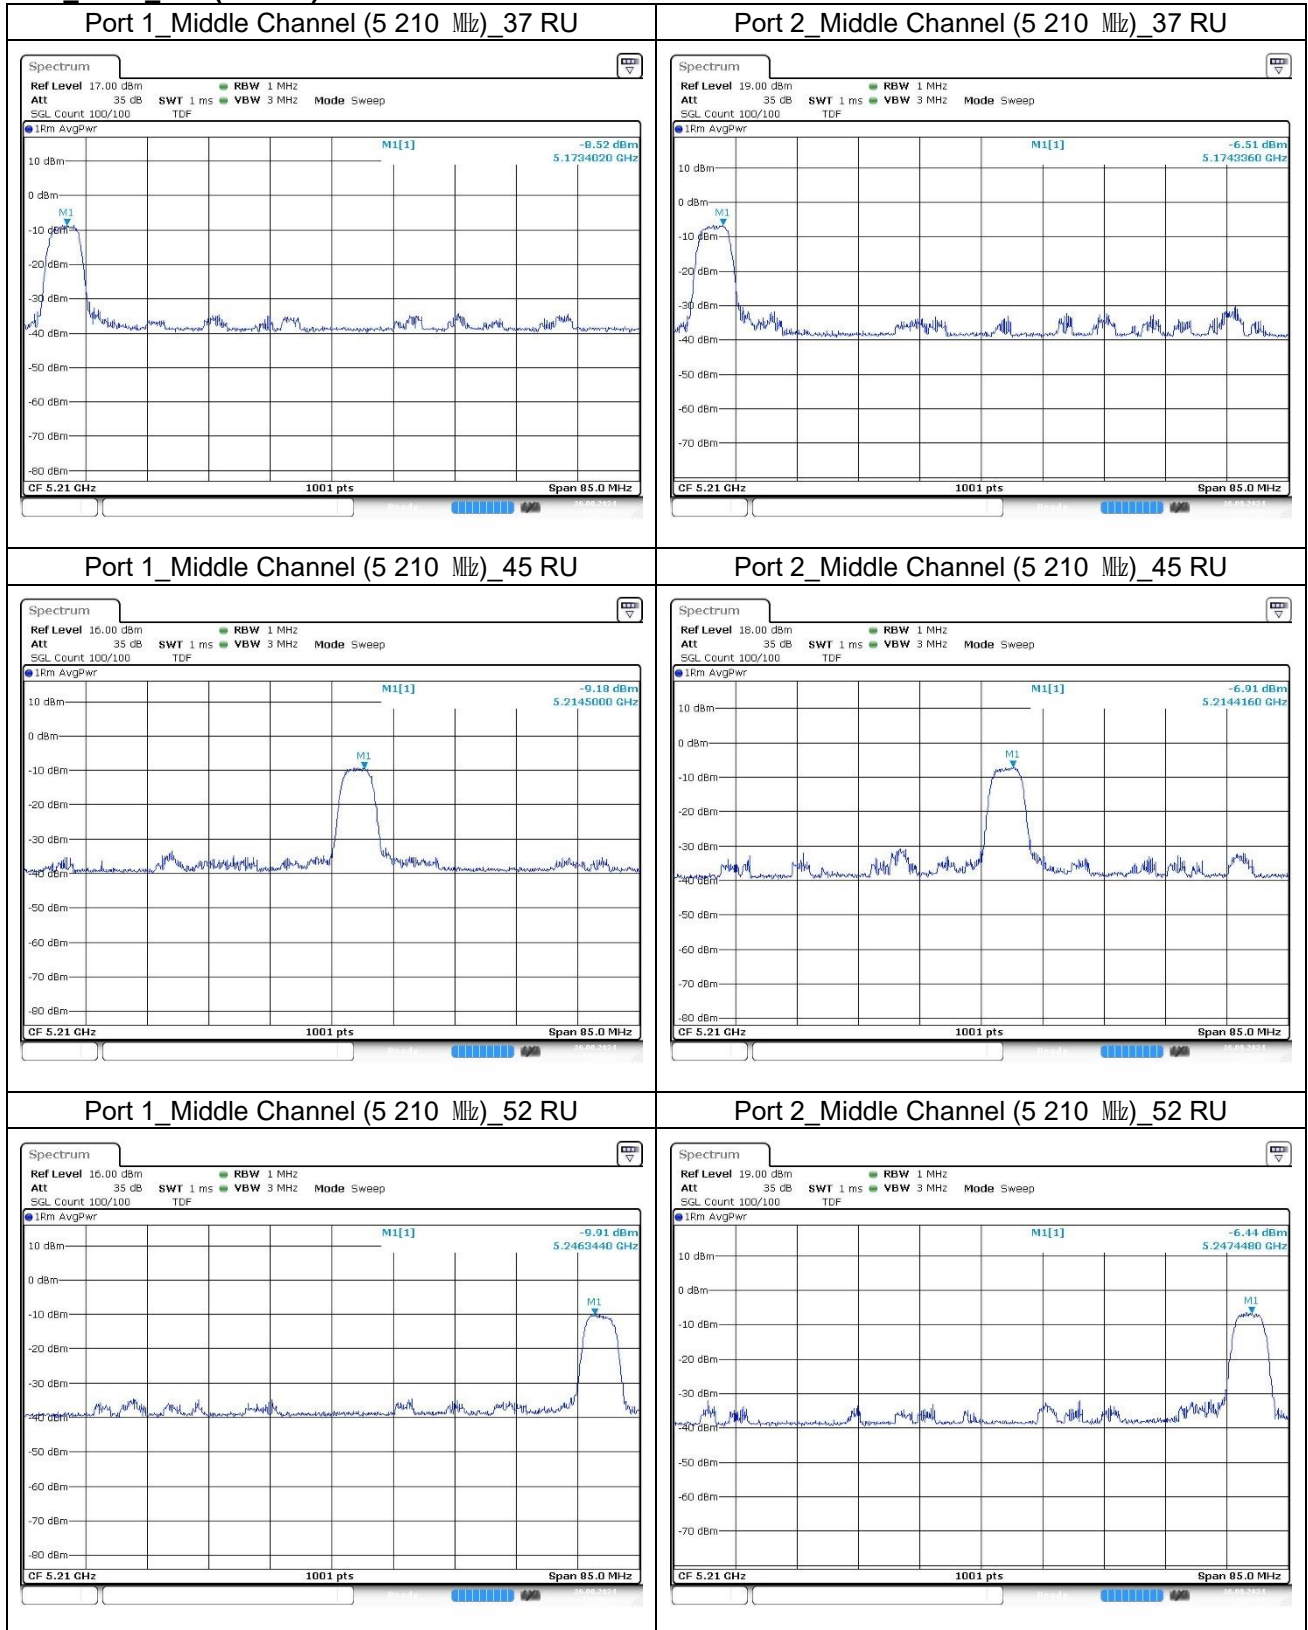 Port 1_Middle Channel (5 210 ㎒)_37 RU
Port 2_Middle Channel (5 210 ㎒)_37 RU
Spectrum
Ref Level 17.00 dBm RBW 1 MHz
Att 35 dB SWT 1 ms VBW 3 MHz Mode Sweep
SGL Count 100/100 TDF
1Rm AvgPwr
M1[1] -8.52 dBm
5.1734020 GHz
10 dBm
0 dBm
M1
-10 dBm
-20 dBm
-30 dBm
-40 dBm
-50 dBm
-60 dBm
-70 dBm
-80 dBm
CF 5.21 GHz 1001 pts Span 85.0 MHz
Spectrum
Ref Level 19.00 dBm RBW 1 MHz
Att 35 dB SWT 1 ms VBW 3 MHz Mode Sweep
SGL Count 100/100 TDF
1Rm AvgPwr
M1[1] -6.51 dBm
5.1743360 GHz
10 dBm
0 dBm
M1
-10 dBm
-20 dBm
-30 dBm
-40 dBm
-50 dBm
-60 dBm
-70 dBm
CF 5.21 GHz 1001 pts Span 85.0 MHz
Port 1_Middle Channel (5 210 ㎒)_45 RU
Port 2_Middle Channel (5 210 ㎒)_45 RU
Spectrum
Ref Level 16.00 dBm RBW 1 MHz
Att 35 dB SWT 1 ms VBW 3 MHz Mode Sweep
SGL Count 100/100 TDF
1Rm AvgPwr
M1[1] -9.18 dBm
5.2145000 GHz
10 dBm
0 dBm
M1
-10 dBm
-20 dBm
-30 dBm
-40 dBm
-50 dBm
-60 dBm
-70 dBm
-80 dBm
CF 5.21 GHz 1001 pts Span 85.0 MHz
Spectrum
Ref Level 18.00 dBm RBW 1 MHz
Att 35 dB SWT 1 ms VBW 3 MHz Mode Sweep
SGL Count 100/100 TDF
1Rm AvgPwr
M1[1] -6.91 dBm
5.2144160 GHz
10 dBm
0 dBm
M1
-10 dBm
-20 dBm
-30 dBm
-40 dBm
-50 dBm
-60 dBm
-70 dBm
-80 dBm
CF 5.21 GHz 1001 pts Span 85.0 MHz
Port 1_Middle Channel (5 210 ㎒)_52 RU
Port 2_Middle Channel (5 210 ㎒)_52 RU
Spectrum
Ref Level 16.00 dBm RBW 1 MHz
Att 35 dB SWT 1 ms VBW 3 MHz Mode Sweep
SGL Count 100/100 TDF
1Rm AvgPwr
M1[1] -9.91 dBm
5.2463440 GHz
10 dBm
0 dBm
M1
-10 dBm
-20 dBm
-30 dBm
-40 dBm
-50 dBm
-60 dBm
-70 dBm
-80 dBm
CF 5.21 GHz 1001 pts Span 85.0 MHz
Spectrum
Ref Level 19.00 dBm RBW 1 MHz
Att 35 dB SWT 1 ms VBW 3 MHz Mode Sweep
SGL Count 100/100 TDF
1Rm AvgPwr
M1[1] -6.44 dBm
5.2474480 GHz
10 dBm
0 dBm
M1
-10 dBm
-20 dBm
-30 dBm
-40 dBm
-50 dBm
-60 dBm
-70 dBm
CF 5.21 GHz 1001 pts Span 85.0 MHz